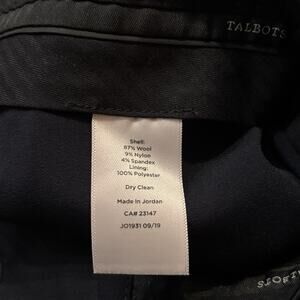 TALBOTS
Shell:
87% Wool
9% Nylon
4% Spandex
Lining:
100% Polyester
Dry Clean
Made In Jordan
CA# 23147
JO1931 09/19